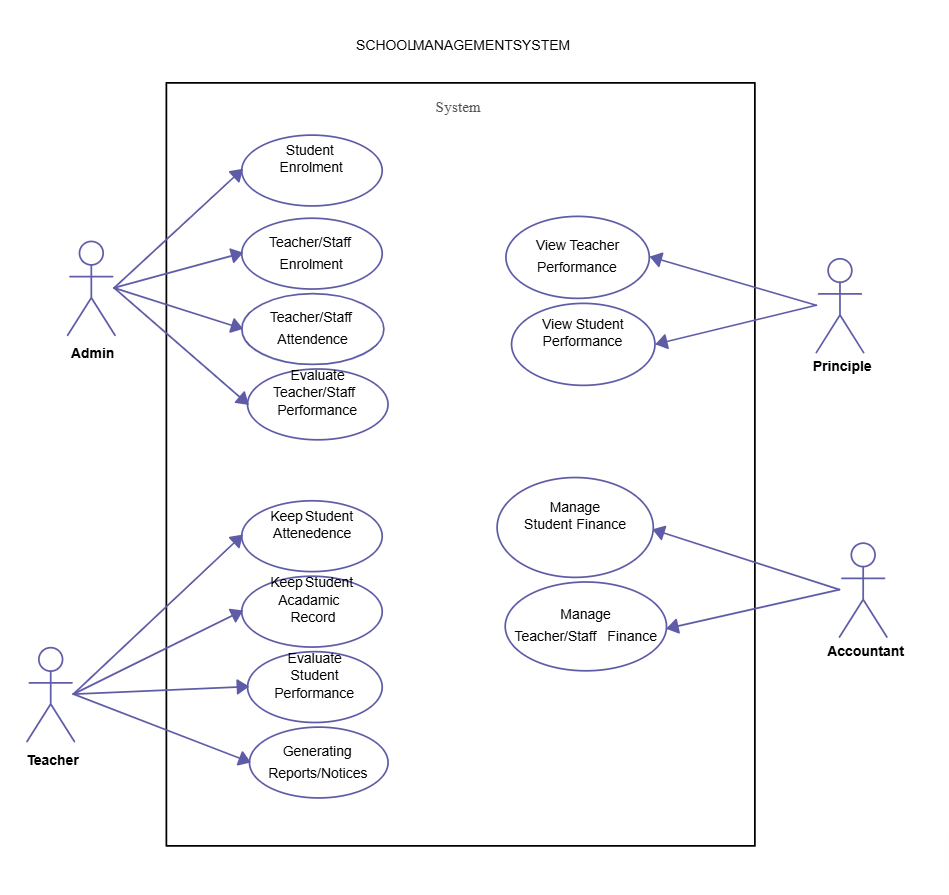 SCHOOLMANAGEMENTSYSTEM
System
Student
Enrolment
Teacher/Staff
Enrolment
Teacher/Staff
Attendence
Evaluate
Teacher/Staff
Performance
Admin
View Teacher
Performance
View Student
Performance
Principle
Keep Student
Attenedence
Keep Student
Acadamic
Record
Evaluate
Student
Performance
Generating
Reports/Notices
Teacher
Manage
Student Finance
Manage
Teacher/Staff Finance
Accountant